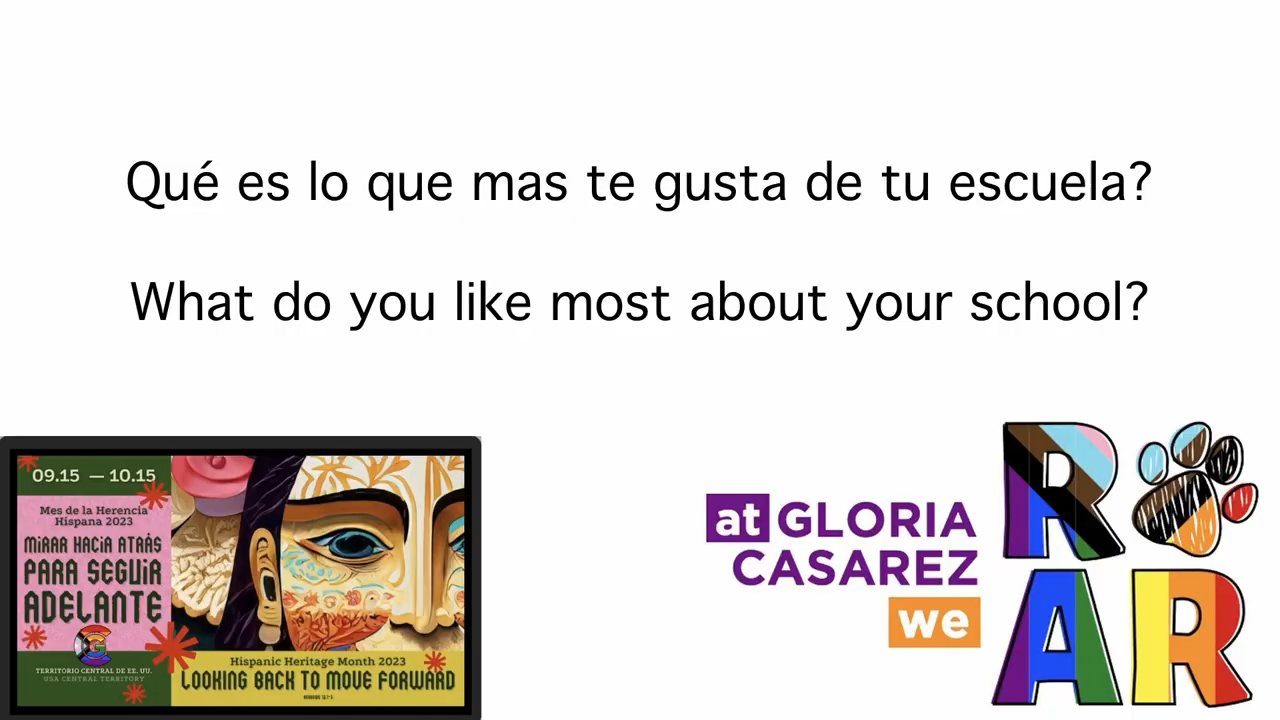 Qué es lo que mas te gusta de tu escuela?
What do you like most about your school?
09.15 — 10.15
Mes de la Herencia
Hispana 2023
MiRAR HACiA ATRÁS
PARA SEGUiR
ADELANTE
TERRITORIO CENTRAL DE EE. UU.
USA CENTRAL TERRITORY
Hispanic Heritage Month 2023
LOOKING BACK TO MOVE FORWARD
at GLORIA
CASAREZ
we
ROAR